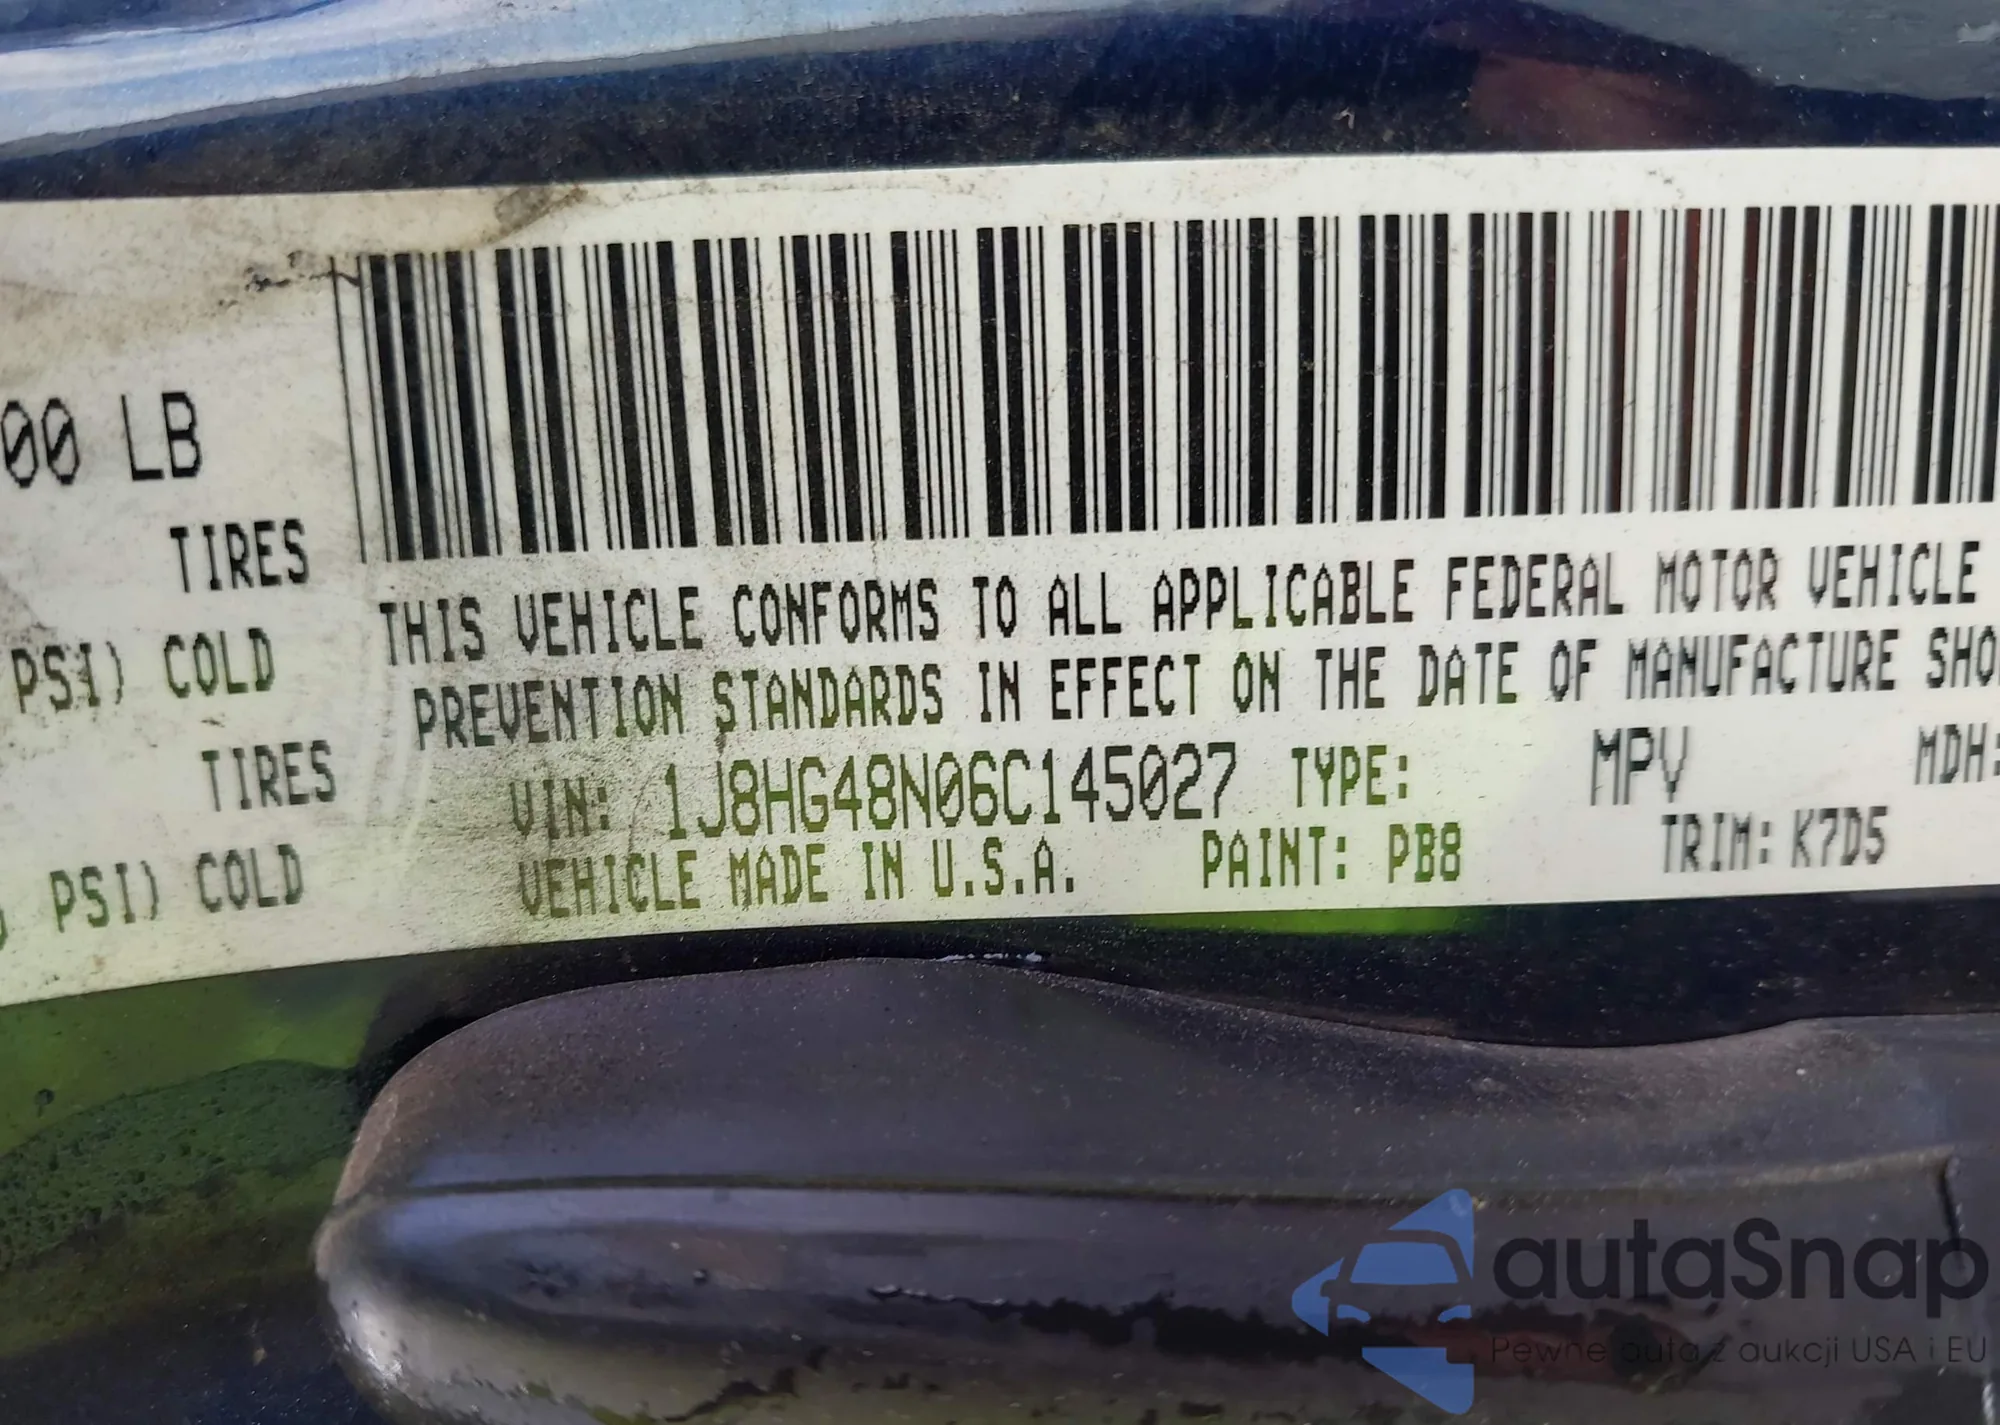 00 LB
TIRES
PSI) COLD
TIRES
PSI) COLD
THIS VEHICLE CONFORMS TO ALL APPLICABLE FEDERAL MOTOR VEHICLE
PREVENTION STANDARDS IN EFFECT ON THE DATE OF MANUFACTURE SHO
VIN: 1J8HG48N06C145027 TYPE: MPV MDH:
VEHICLE MADE IN U.S.A. PAINT: PB8 TRIM: K7D5
autaSnap
Pewne auta z aukcji USA i EU